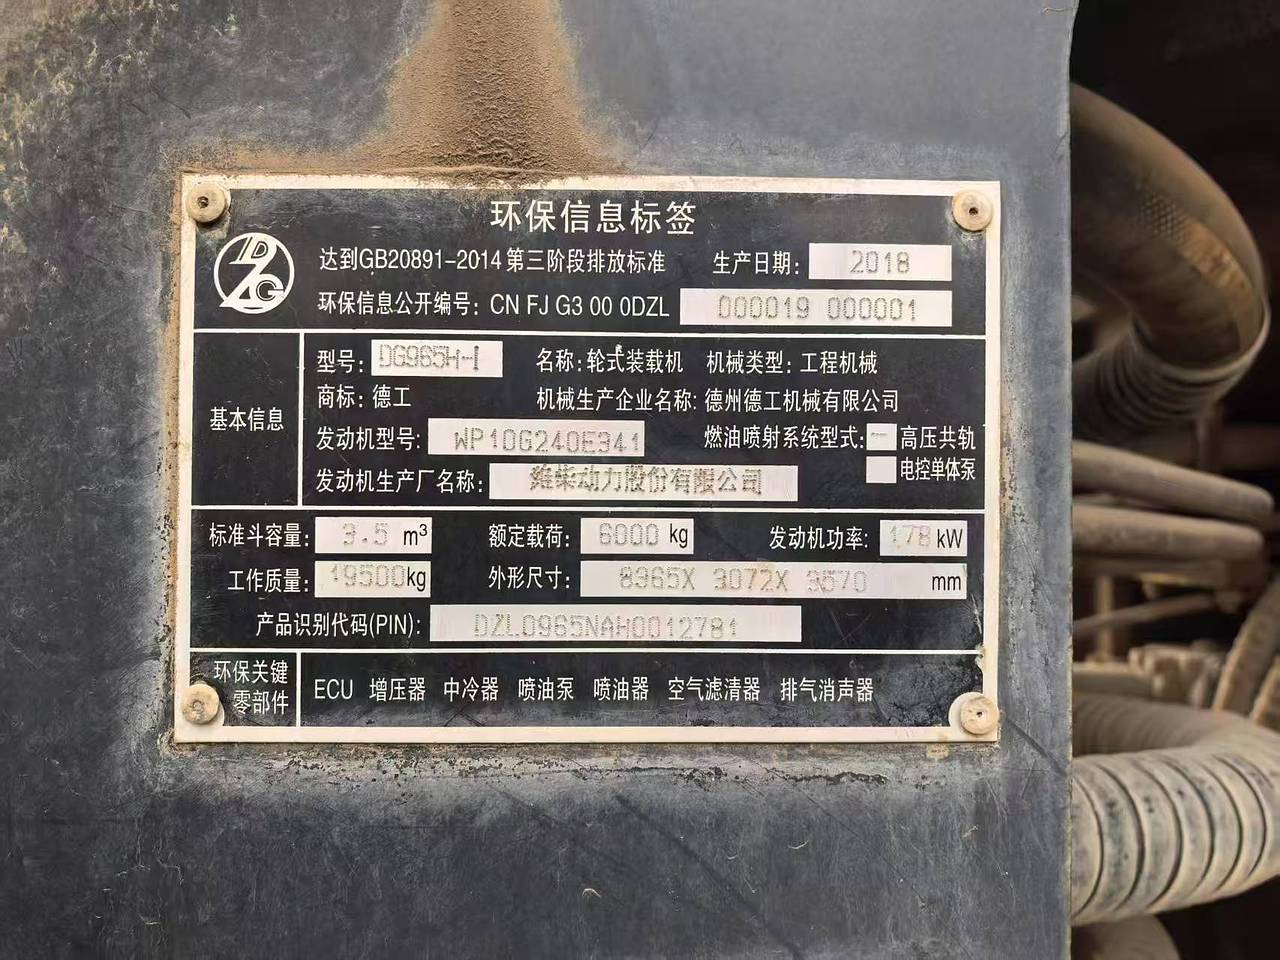 环保信息标签
DZG
达到GB20891-2014第三阶段排放标准 生产日期: 2018
环保信息公开编号: CN FJ G3 00 0DZL 000019 000001
基本信息
型号: DG965H-1 名称: 轮式装载机 机械类型: 工程机械
商标: 德工 机械生产企业名称: 德州德工机械有限公司
发动机型号: WP10G240E341 燃油喷射系统型式: 高压共轨
电控单体泵
发动机生产厂名称: 潍柴动力股份有限公司
标准斗容量: 3.5 m³ 额定载荷: 6000 kg 发动机功率: 178 kW
工作质量: 19500kg 外形尺寸: 8365X 3072X 3570 mm
产品识别代码(PIN): DZL0965NAH0012781
环保关键零部件
ECU 增压器 中冷器 喷油泵 喷油器 空气滤清器 排气消声器